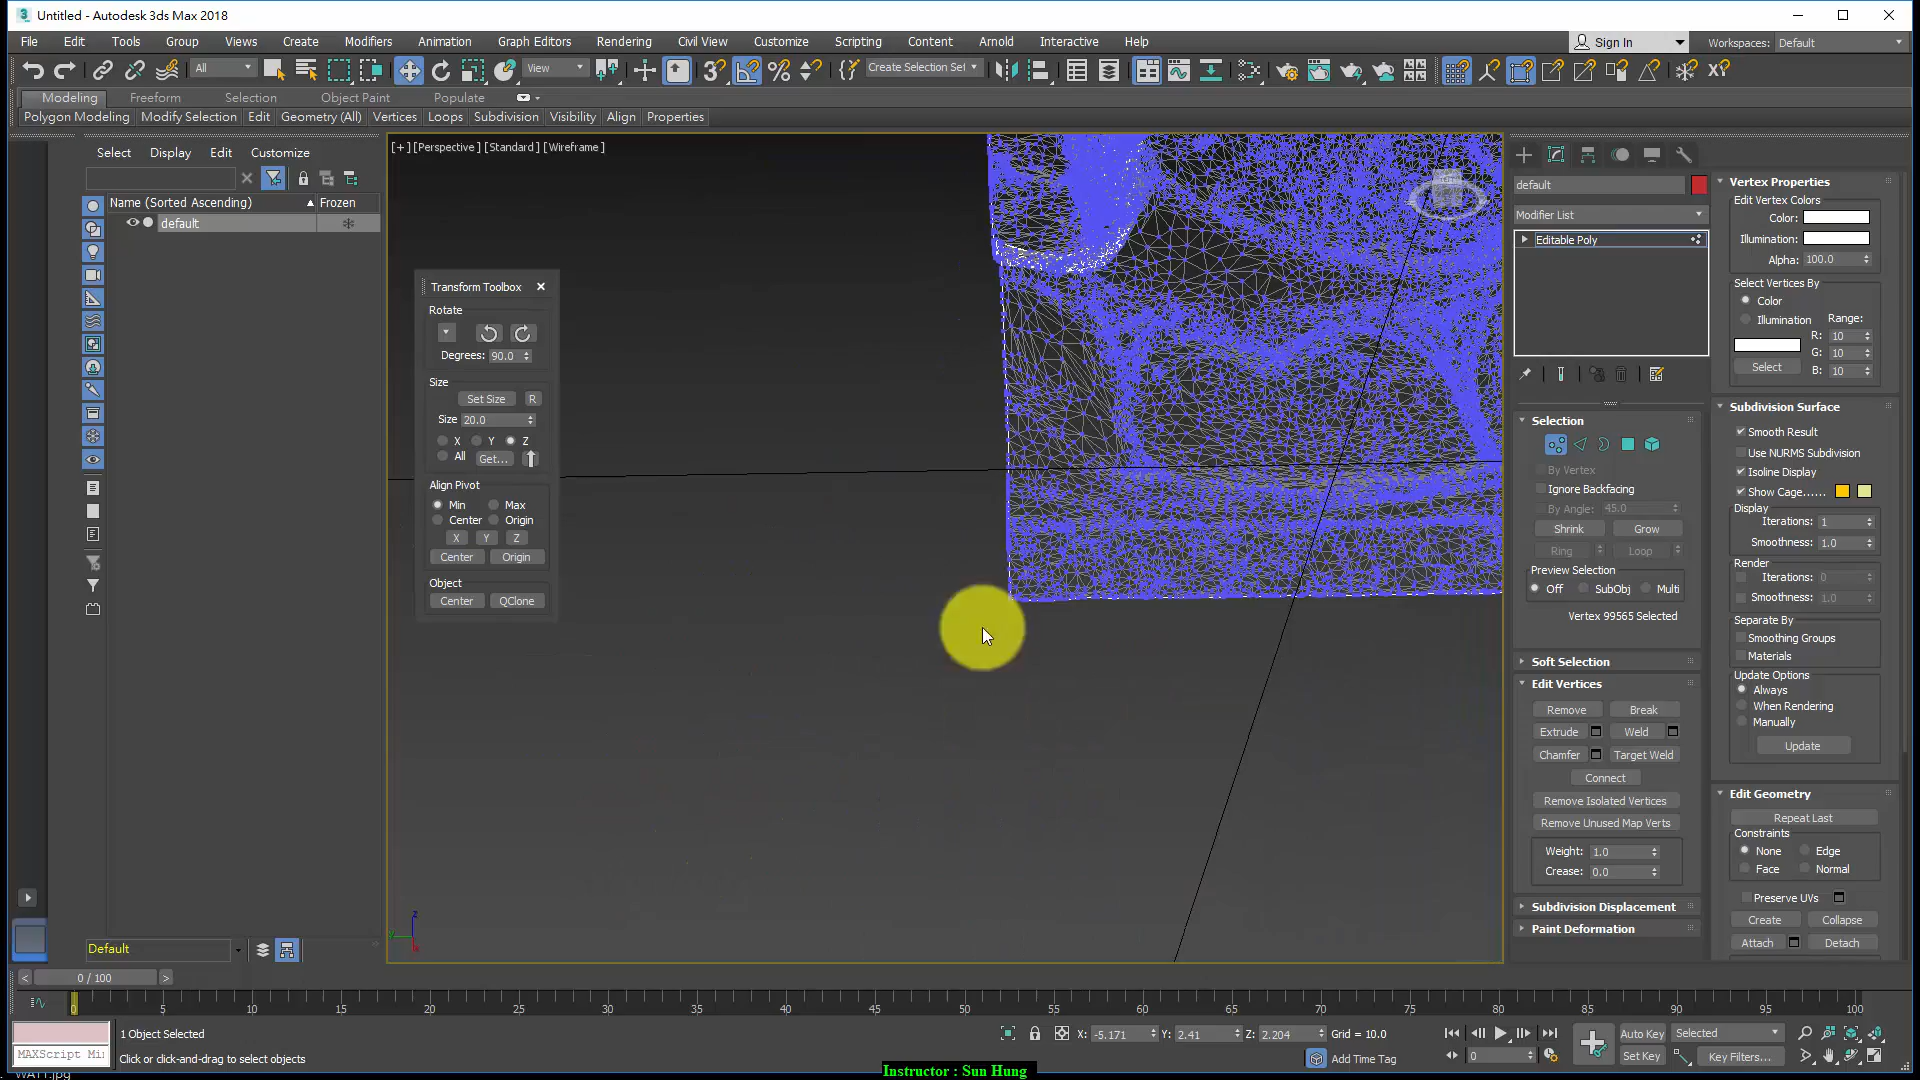 Untitled - Autodesk 3ds Max 2018
File Edit Tools Group Views Create Modifiers Animation Graph Editors Rendering Civil View Customize Scripting Content Arnold Interactive Help
Sign In Workspaces: Default
All View Create Selection Set
Modeling Freeform Selection Object Paint Populate
Polygon Modeling Modify Selection Edit Geometry (All) Vertices Loops Subdivision Visibility Align Properties
Select Display Edit Customize
Name (Sorted Ascending) Frozen
default
Default
[+] [Perspective] [Standard] [Wireframe]
Transform Toolbox
Rotate
Degrees: 90.0
Size
Set Size R
Size 20.0
X Y Z
All Get...
Align Pivot
Min Max
Center Origin
X Y Z
Center Origin
Object
Center QClone
default
Modifier List
Editable Poly
Selection
By Vertex
Ignore Backfacing
By Angle: 45.0
Shrink Grow
Ring Loop
Preview Selection
Off SubObj Multi
Vertex 99565 Selected
Soft Selection
Edit Vertices
Remove Break
Extrude Weld
Chamfer Target Weld
Connect
Remove Isolated Vertices
Remove Unused Map Verts
Weight: 1.0
Crease: 0.0
Subdivision Displacement
Paint Deformation
Vertex Properties
Edit Vertex Colors
Color:
Illumination:
Alpha: 100.0
Select Vertices By
Color
Illumination Range:
R: 10
G: 10
Select B: 10
Subdivision Surface
Smooth Result
Use NURMS Subdivision
Isoline Display
Show Cage......
Display
Iterations: 1
Smoothness: 1.0
Render
Iterations: 0
Smoothness: 1.0
Separate By
Smoothing Groups
Materials
Update Options
Always
When Rendering
Manually
Update
Edit Geometry
Repeat Last
Constraints
None Edge
Face Normal
Preserve UVs
Create Collapse
Attach Detach
< 0 / 100 >
0 5 10 15 20 25 30 35 40 45 50 55 60 65 70 75 80 85 90 95 100
1 Object Selected
X: -5.171 Y: 2.41 Z: 2.204 Grid = 10.0
Auto Key Selected
MAXScript Mi
Click or click-and-drag to select objects
Add Time Tag
0
Set Key Key Filters...
Instructor : Sun Hung